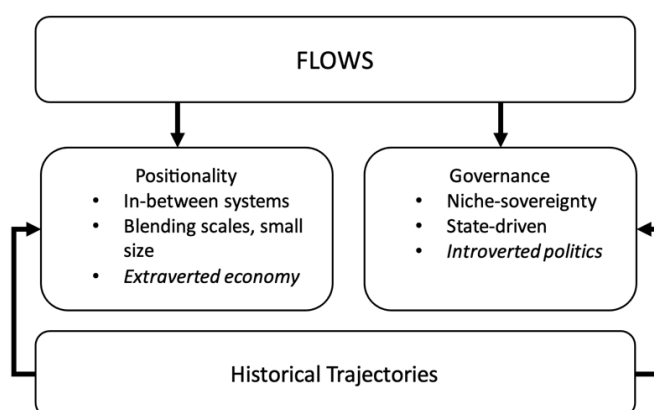 FLOWS
Positionality
• In-between systems
• Blending scales, small
size
• Extraverted economy
Governance
• Niche-sovereignty
• State-driven
• Introverted politics
Historical Trajectories